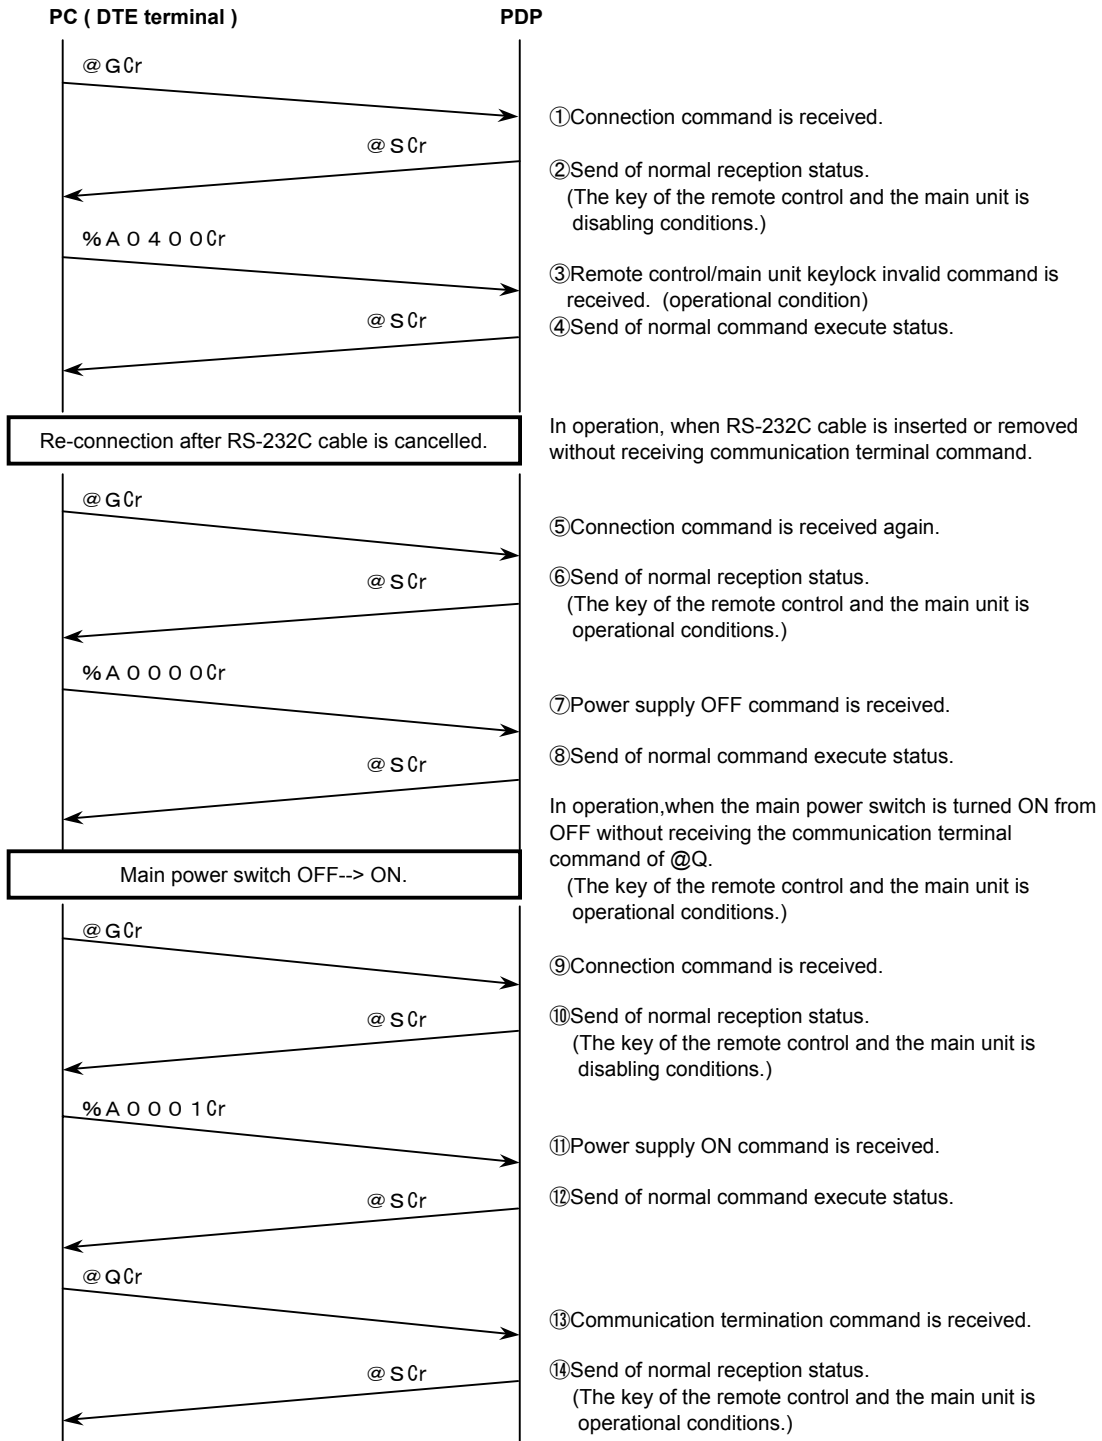 PC ( DTE terminal ) PDP
@GCr
①Connection command is received.
@SCr
②Send of normal reception status.
(The key of the remote control and the main unit is
disabling conditions.)
%A0400Cr
③Remote control/main unit keylock invalid command is
received. (operational condition)
@SCr
④Send of normal command execute status.
Re-connection after RS-232C cable is cancelled.
In operation, when RS-232C cable is inserted or removed
without receiving communication terminal command.
@GCr
⑤Connection command is received again.
@SCr
⑥Send of normal reception status.
(The key of the remote control and the main unit is
operational conditions.)
%A0000Cr
⑦Power supply OFF command is received.
@SCr
⑧Send of normal command execute status.
In operation,when the main power switch is turned ON from
OFF without receiving the communication terminal
command of @Q.
(The key of the remote control and the main unit is
operational conditions.)
Main power switch OFF--> ON.
@GCr
⑨Connection command is received.
@SCr
⑩Send of normal reception status.
(The key of the remote control and the main unit is
disabling conditions.)
%A0001Cr
⑪Power supply ON command is received.
@SCr
⑫Send of normal command execute status.
@QCr
⑬Communication termination command is received.
@SCr
⑭Send of normal reception status.
(The key of the remote control and the main unit is
operational conditions.)